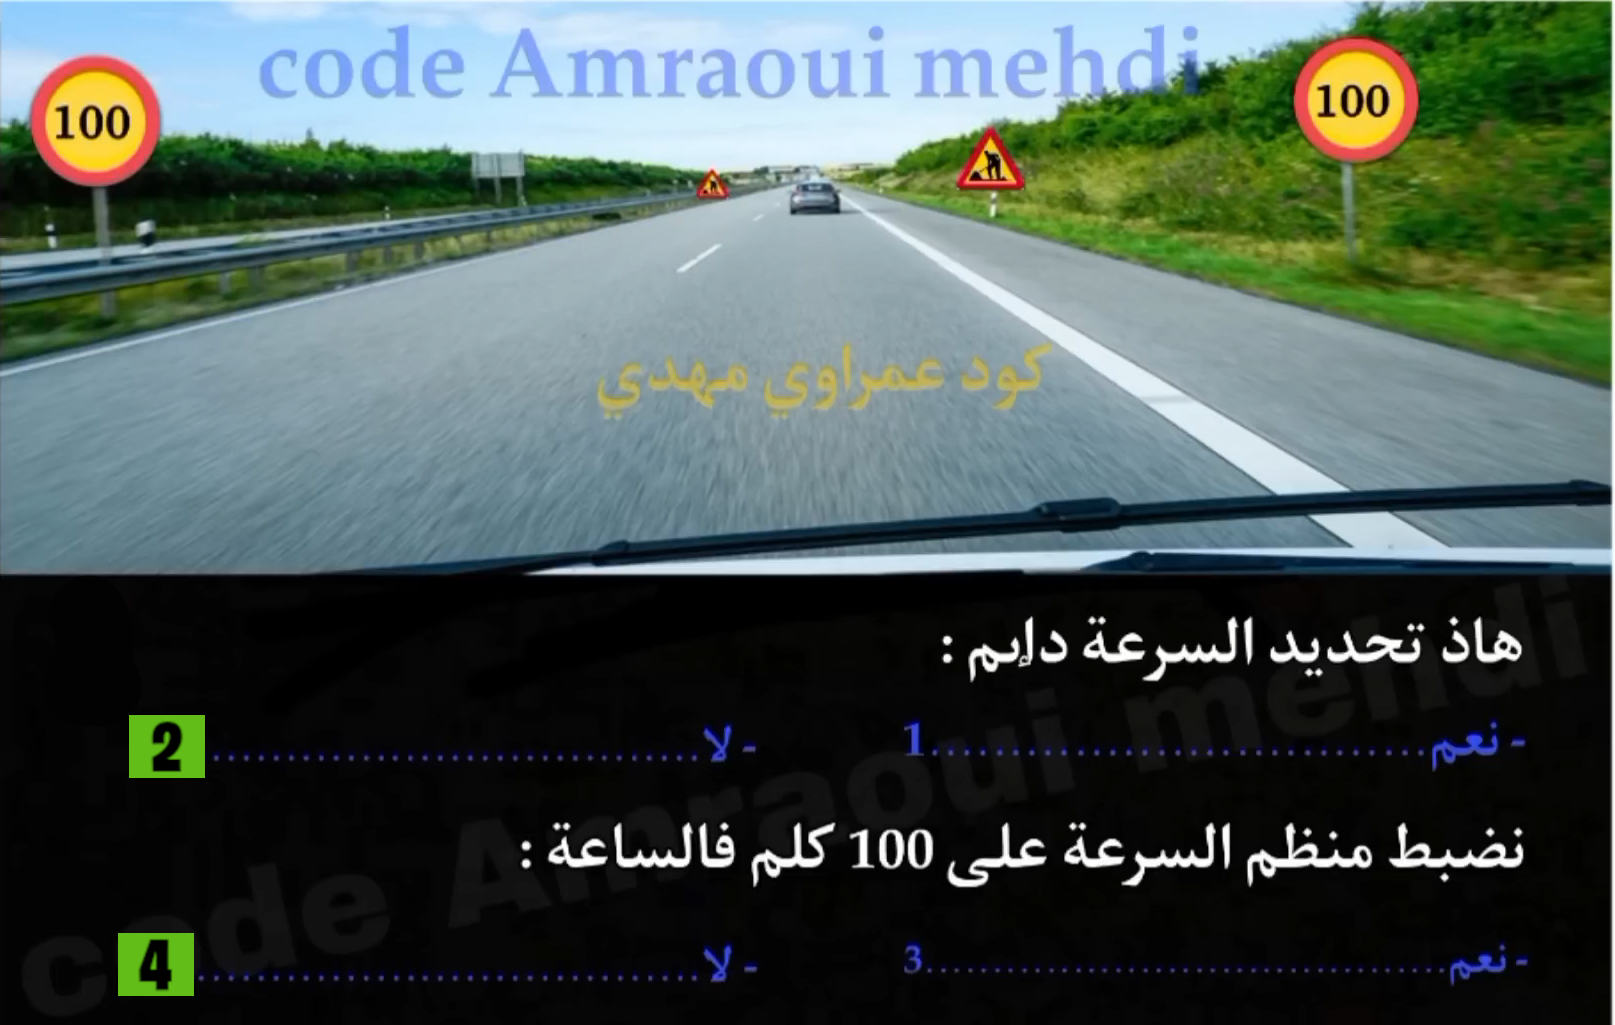 code Amraoui mehdi
100
100
كود عمراوي مهدي
هاذ تحديد السرعة دإيم :
- نعم................................1
- لا................................ 2
نضبط منظم السرعة على 100 كلم فالساعة :
- نعم................................3
- لا................................ 4
code Amraoui mehdi